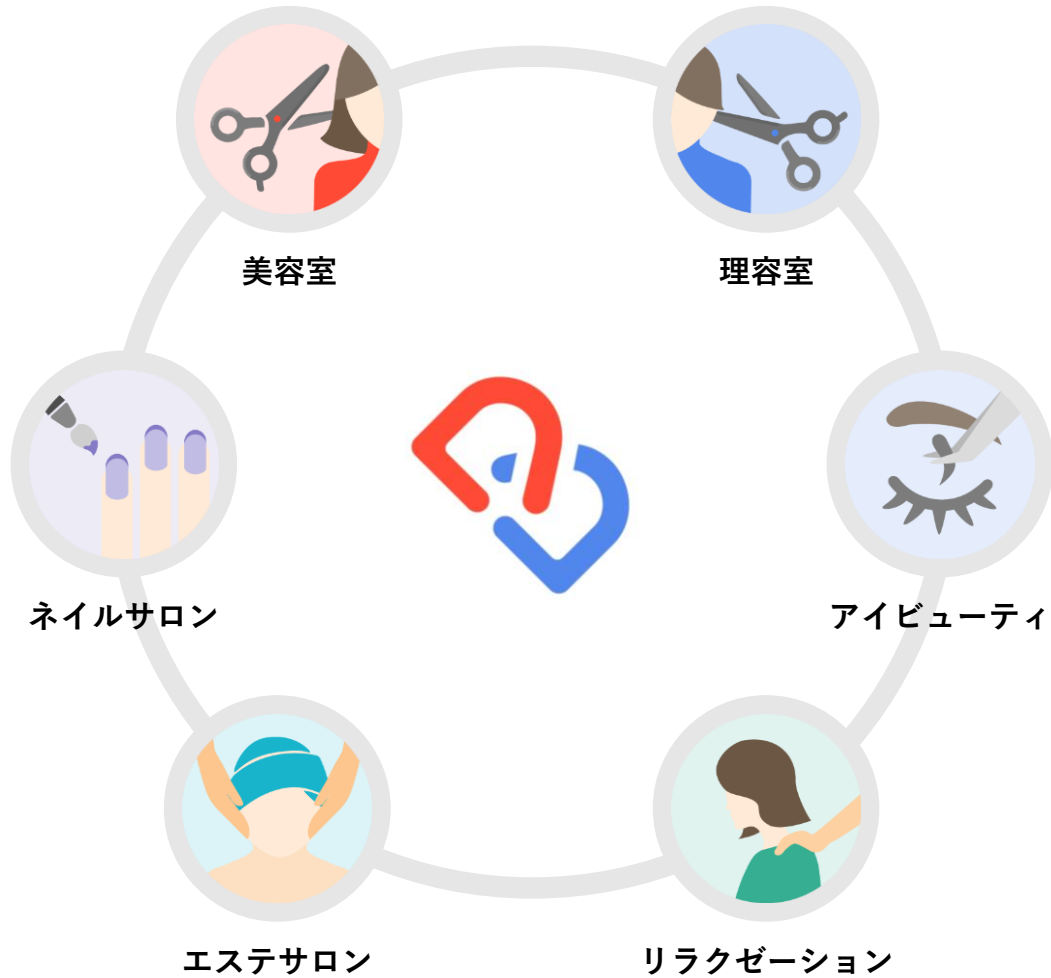 美容室
理容室
ネイルサロン
アイビューティ
エステサロン
リラクゼーション